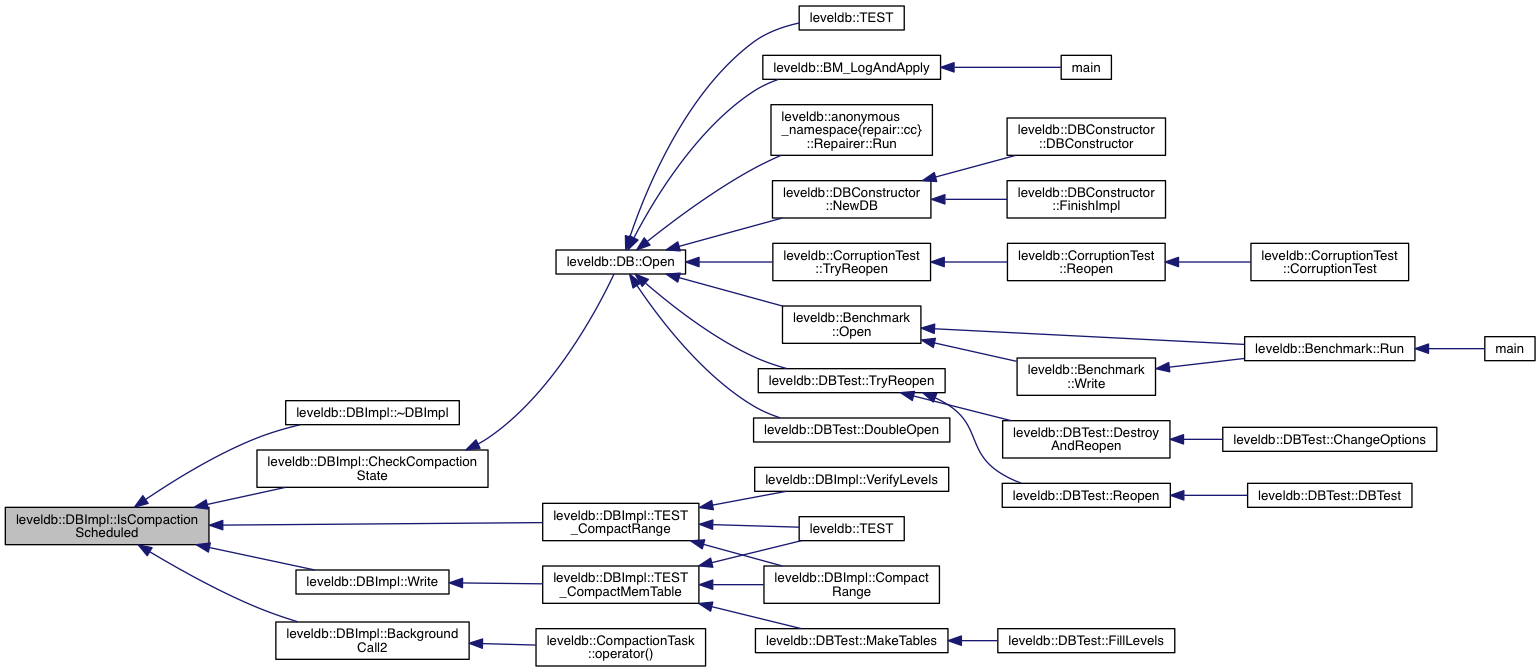 leveldb::TEST
leveldb::BM_LogAndApply
main
leveldb::anonymous
_namespace{repair::cc}
::Repairer::Run
leveldb::DBConstructor
::DBConstructor
leveldb::DBConstructor
::NewDB
leveldb::DBConstructor
::FinishImpl
leveldb::DB::Open
leveldb::CorruptionTest
::TryReopen
leveldb::CorruptionTest
::Reopen
leveldb::CorruptionTest
::CorruptionTest
leveldb::Benchmark
::Open
leveldb::Benchmark::Run
main
leveldb::Benchmark
::Write
leveldb::DBTest::TryReopen
leveldb::DBImpl::~DBImpl
leveldb::DBTest::DoubleOpen
leveldb::DBTest::Destroy
AndReopen
leveldb::DBTest::ChangeOptions
leveldb::DBImpl::CheckCompaction
State
leveldb::DBImpl::VerifyLevels
leveldb::DBTest::Reopen
leveldb::DBTest::DBTest
leveldb::DBImpl::IsCompaction
Scheduled
leveldb::DBImpl::TEST
_CompactRange
leveldb::TEST
leveldb::DBImpl::Write
leveldb::DBImpl::TEST
_CompactMemTable
leveldb::DBImpl::Compact
Range
leveldb::DBImpl::Background
Call2
leveldb::CompactionTask
::operator()
leveldb::DBTest::MakeTables
leveldb::DBTest::FillLevels